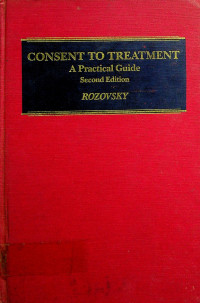 CONSENT TO TREATMENT
A Practical Guide
Second Edition
ROZOVSKY